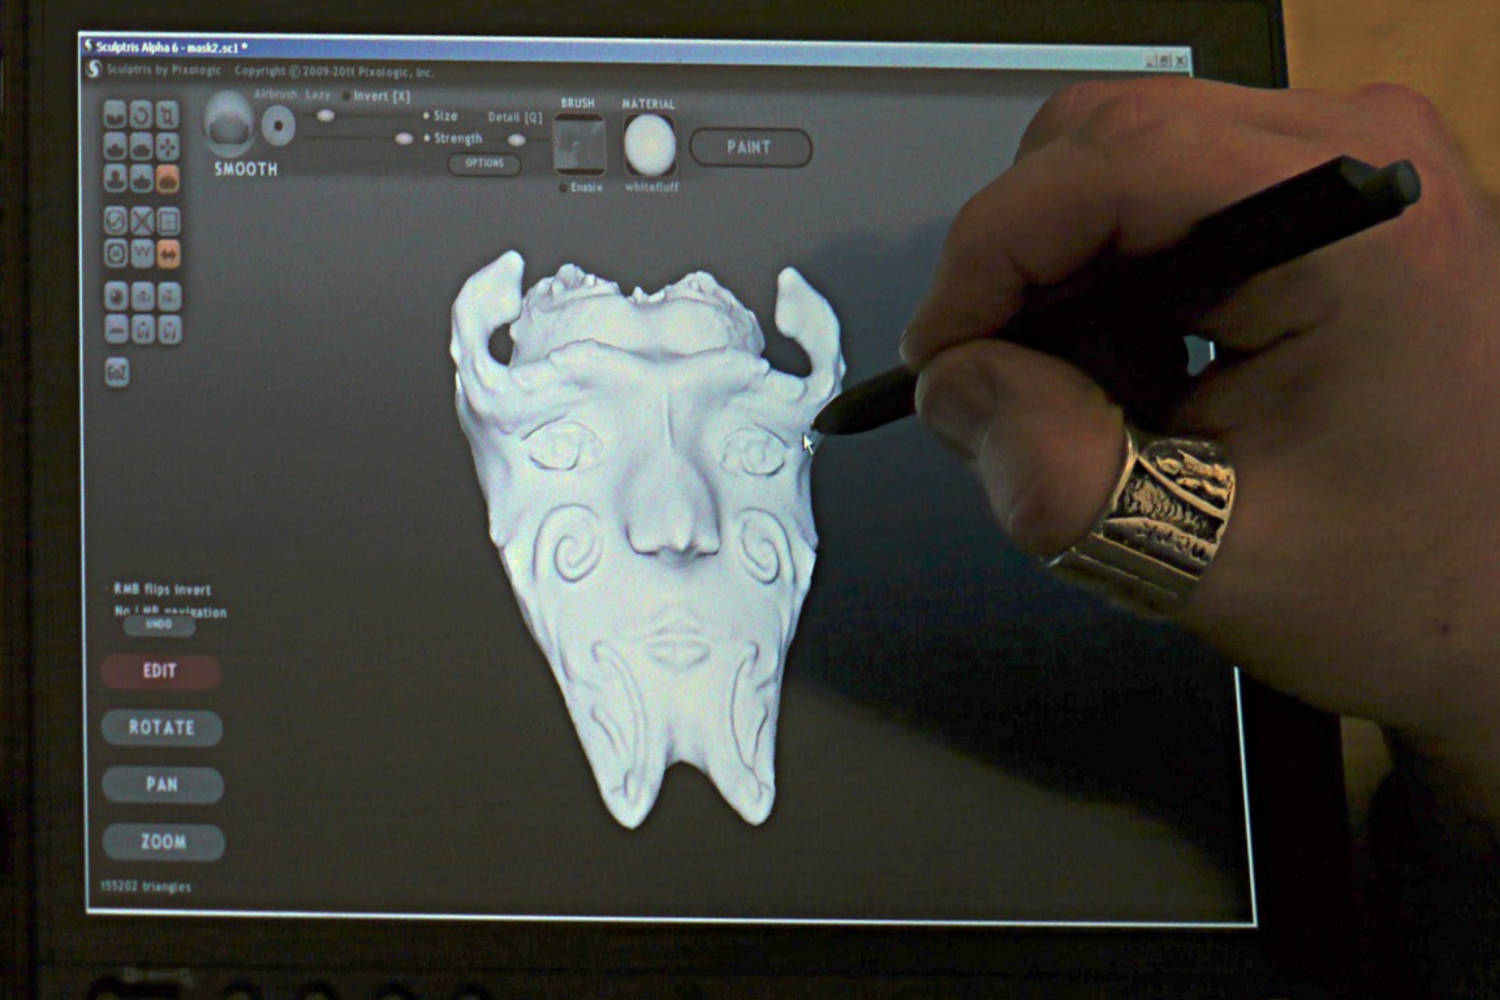 Sculptris Alpha 6 - mask2.sc1 *
Sculptris by Pixologic Copyright © 2009-2011 Pixologic, Inc.
Airbrush Lazy Invert [X]
Size Detail [Q]
Strength
OPTIONS
SMOOTH
BRUSH
Enable
MATERIAL
whitefluff
PAINT
GoZ
RMB flips invert
No LMB navigation
UNDO
EDIT
ROTATE
PAN
ZOOM
155202 triangles